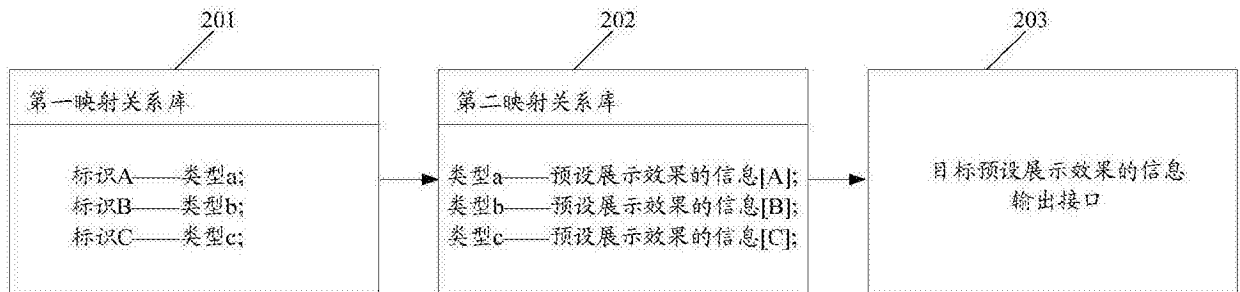 201
202
203
第一映射关系库
标识A——类型a;
标识B——类型b;
标识C——类型c;
第二映射关系库
类型a——预设展示效果的信息[A];
类型b——预设展示效果的信息[B];
类型c——预设展示效果的信息[C];
目标预设展示效果的信息
输出接口